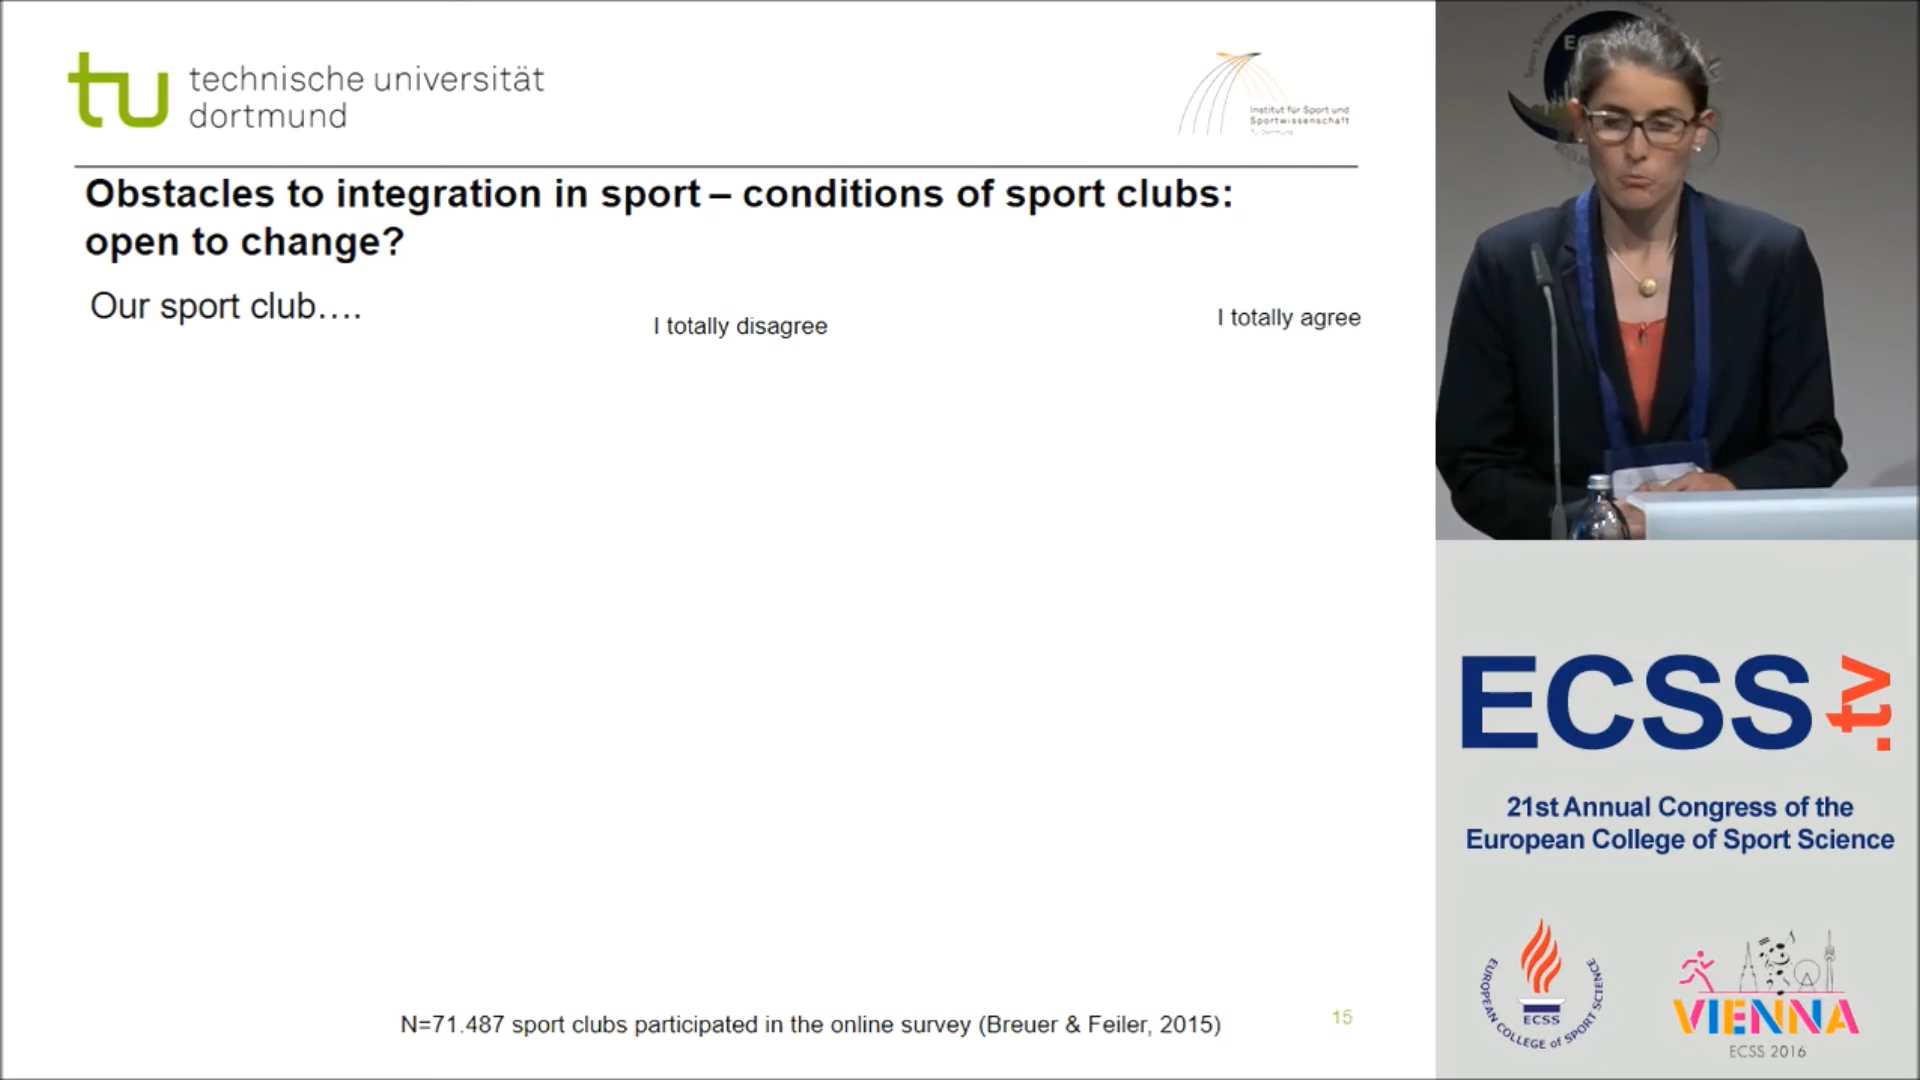 technische universität
dortmund
Institut für Sport und
Sportwissenschaft
TU Dortmund
Obstacles to integration in sport – conditions of sport clubs:
open to change?
Our sport club….
I totally disagree
I totally agree
N=71.487 sport clubs participated in the online survey (Breuer & Feiler, 2015)
15
ECSS.tv
21st Annual Congress of the
European College of Sport Science
EUROPEAN COLLEGE of SPORT SCIENCE
ECSS
VIENNA
ECSS 2016